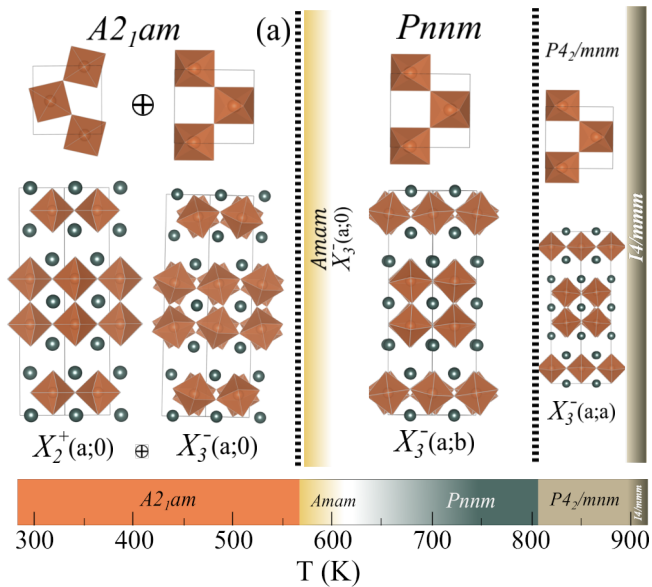 A2₁am (a) Pnnm
P4₂/mnm
Amam
X₃⁻(a;0)
I4/mmm
X₂⁺(a;0) ⊕ X₃⁻(a;0)
X₃⁻(a;b)
X₃⁻(a;a)
A2₁am Amam Pnnm P4₂/mnm I4/mmm
300 400 500 600 700 800 900
T (K)